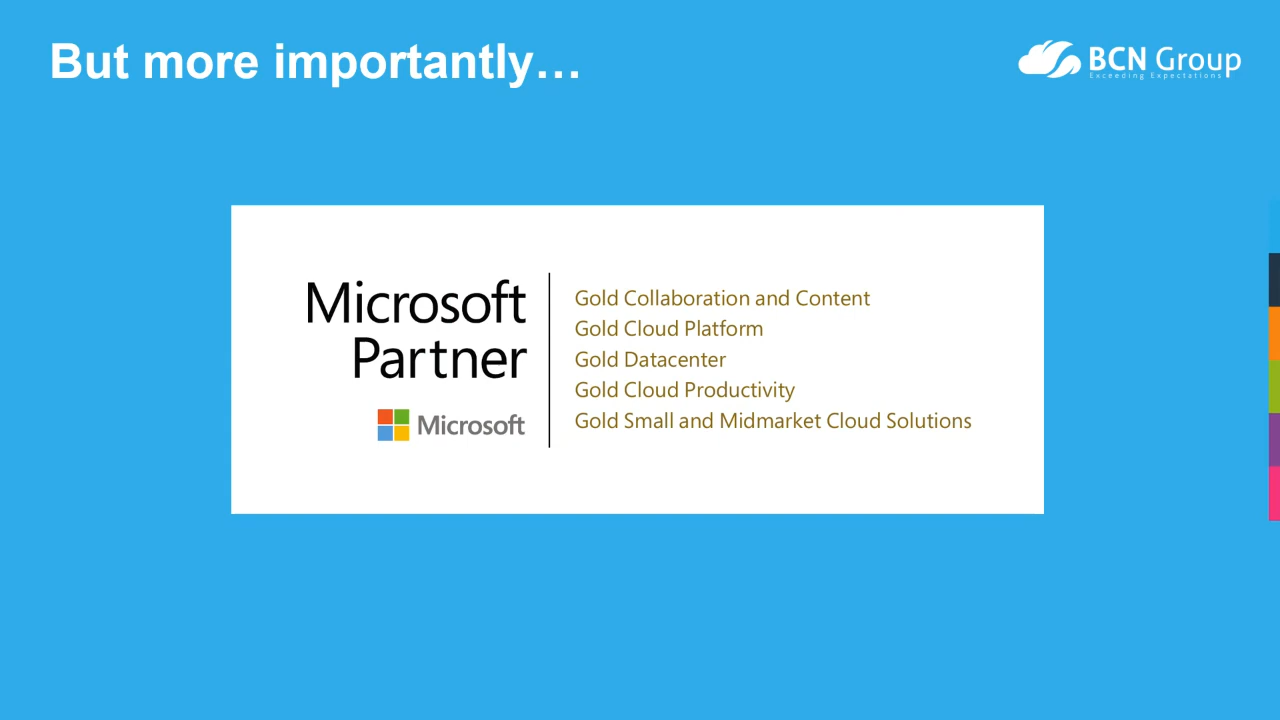 But more importantly…
BCN Group
Exceeding Expectations
Microsoft
Partner
Microsoft
Gold Collaboration and Content
Gold Cloud Platform
Gold Datacenter
Gold Cloud Productivity
Gold Small and Midmarket Cloud Solutions